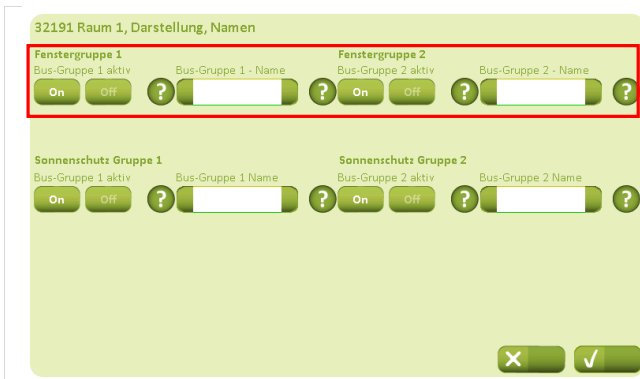 32191 Raum 1, Darstellung, Namen
Fenstergruppe 1 Fenstergruppe 2
Bus-Gruppe 1 aktiv Bus-Gruppe 1 - Name Bus-Gruppe 2 aktiv Bus-Gruppe 2 - Name
On Off ? ? On Off ? ?
Sonnenschutz Gruppe 1 Sonnenschutz Gruppe 2
Bus-Gruppe 1 aktiv Bus-Gruppe 1 Name Bus-Gruppe 2 aktiv Bus-Gruppe 2 Name
On Off ? ? On Off ? ?